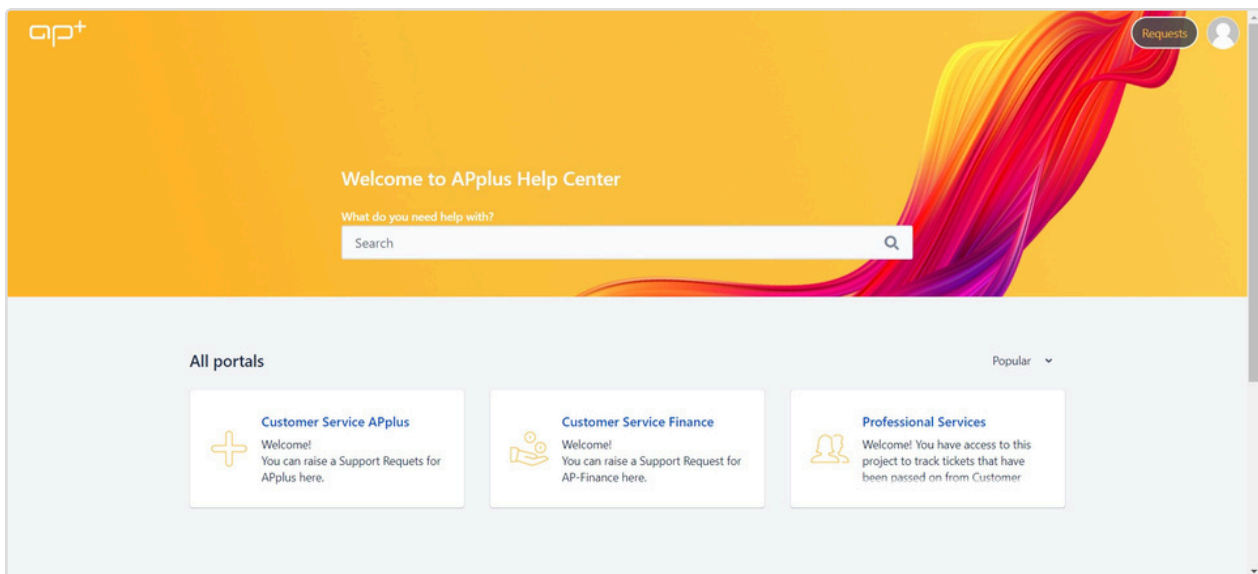 ap+
Requests
Welcome to APplus Help Center
What do you need help with?
Search
All portals
Popular
Customer Service APplus
Welcome!
You can raise a Support Requets for
APplus here.
Customer Service Finance
Welcome!
You can raise a Support Request for
AP-Finance here.
Professional Services
Welcome! You have access to this
project to track tickets that have
been passed on from Customer